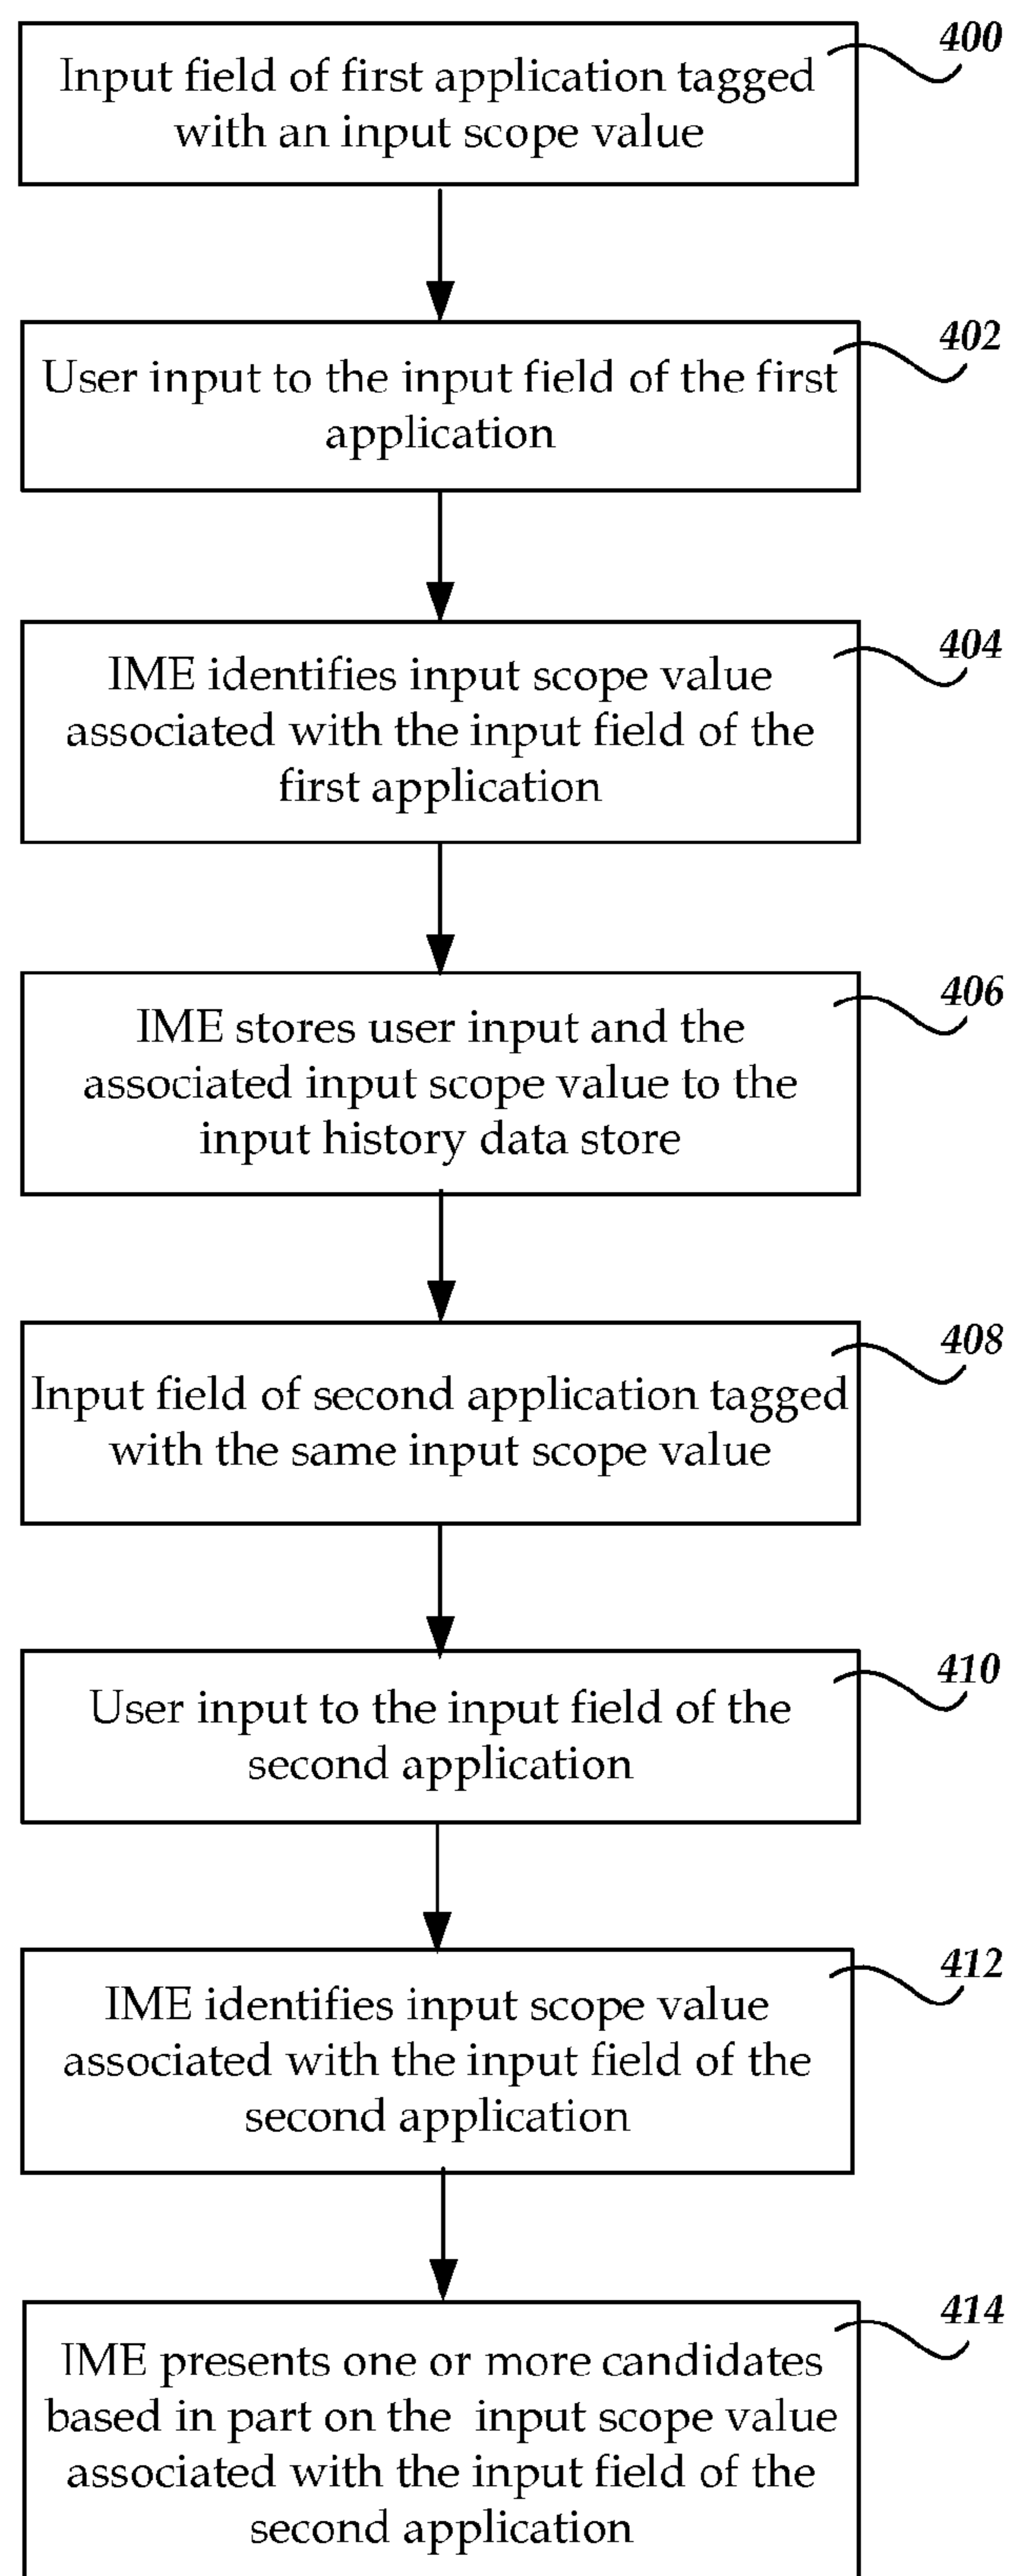 400
Input field of first application tagged
with an input scope value
402
User input to the input field of the first
application
404
IME identifies input scope value
associated with the input field of the
first application
406
IME stores user input and the
associated input scope value to the
input history data store
408
Input field of second application tagged
with the same input scope value
410
User input to the input field of the
second application
412
IME identifies input scope value
associated with the input field of the
second application
414
IME presents one or more candidates
based in part on the input scope value
associated with the input field of the
second application